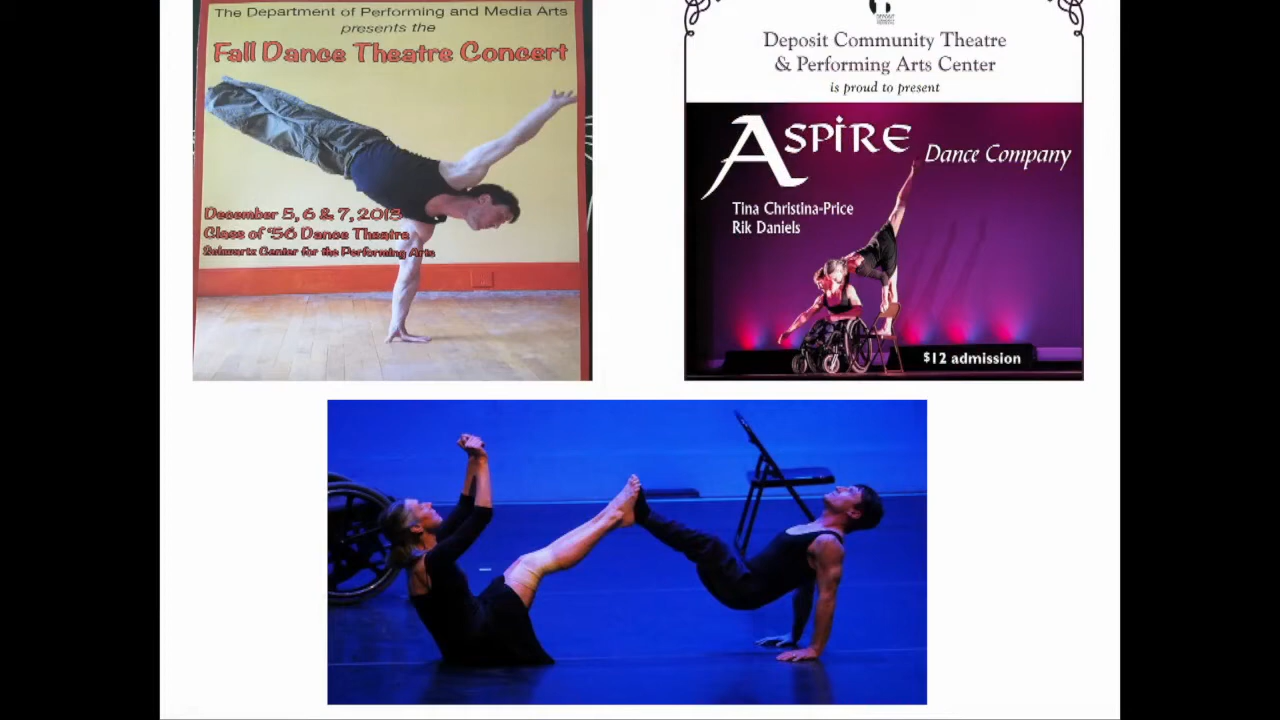 The Department of Performing and Media Arts
presents the
Fall Dance Theatre Concert
December 5, 6 & 7, 2013
Class of '56 Dance Theatre
Schwartz Center for the Performing Arts
Deposit Community Theatre
& Performing Arts Center
is proud to present
ASPIRE
Dance Company
Tina Christina-Price
Rik Daniels
$12 admission